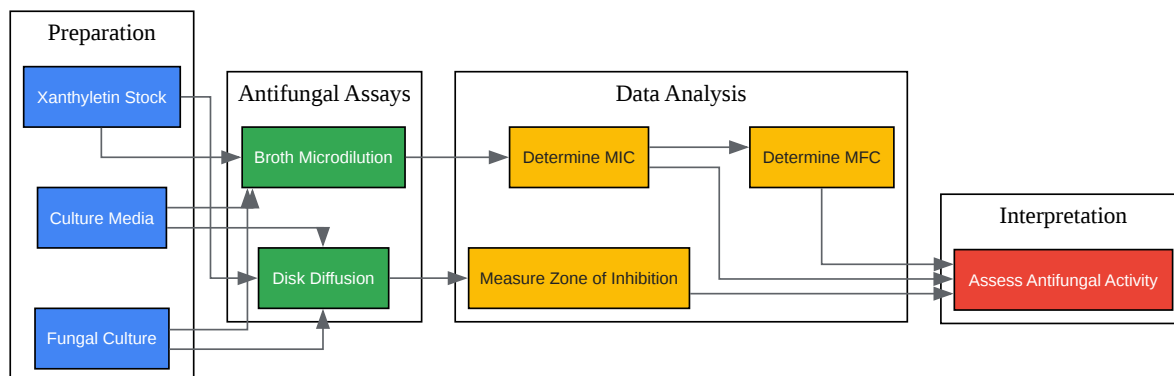 Preparation
Xanthyletin Stock
Culture Media
Fungal Culture
Antifungal Assays
Broth Microdilution
Disk Diffusion
Data Analysis
Determine MIC
Determine MFC
Measure Zone of Inhibition
Interpretation
Assess Antifungal Activity